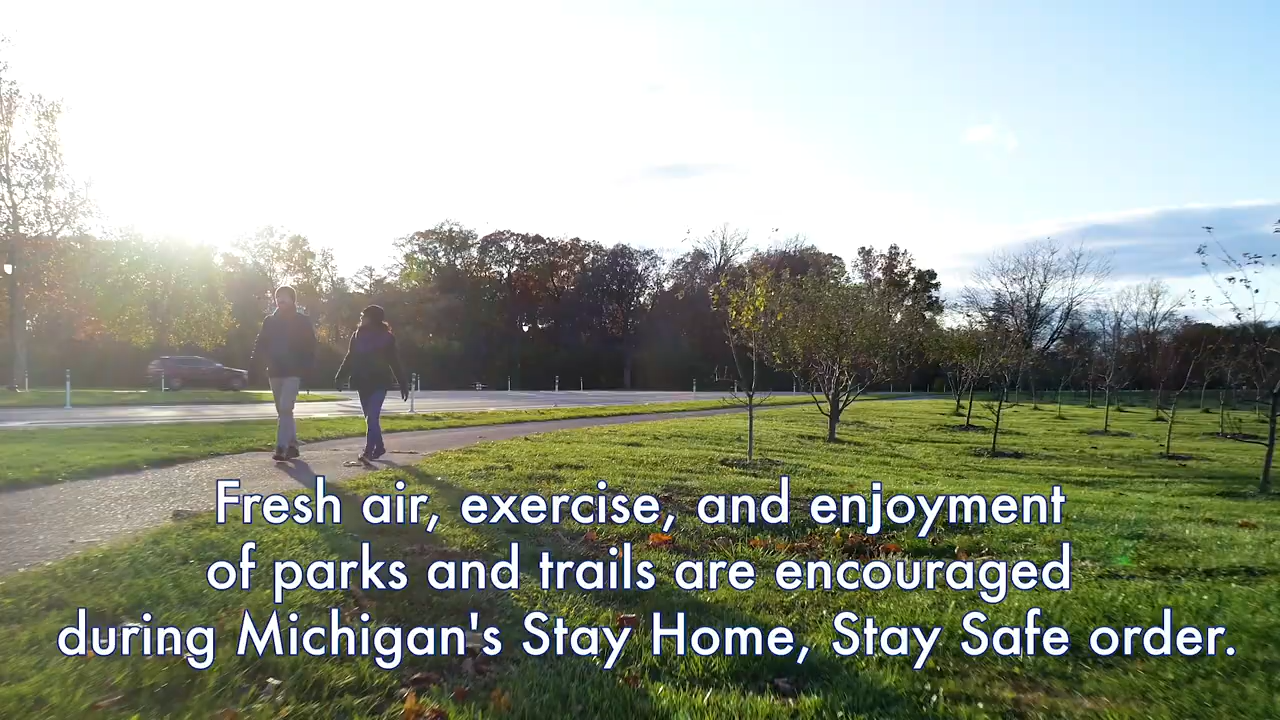 Fresh air, exercise, and enjoyment
of parks and trails are encouraged
during Michigan's Stay Home, Stay Safe order.